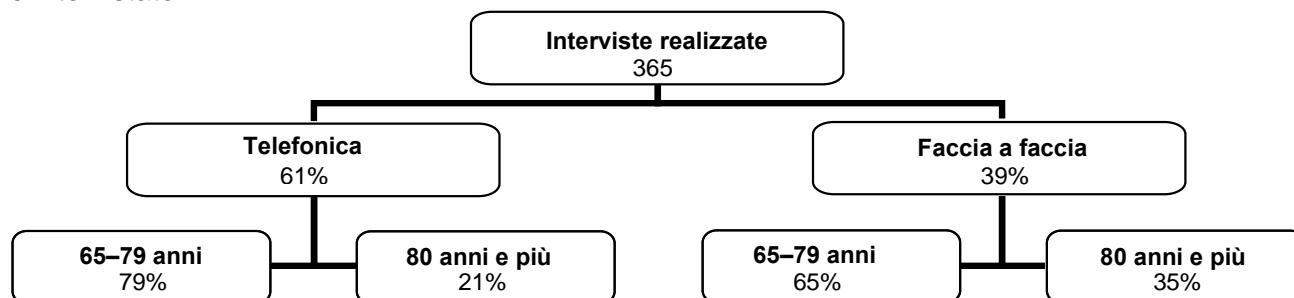 Interviste realizzate
365
Telefonica
61%
Faccia a faccia
39%
65–79 anni
79%
80 anni e più
21%
65–79 anni
65%
80 anni e più
35%